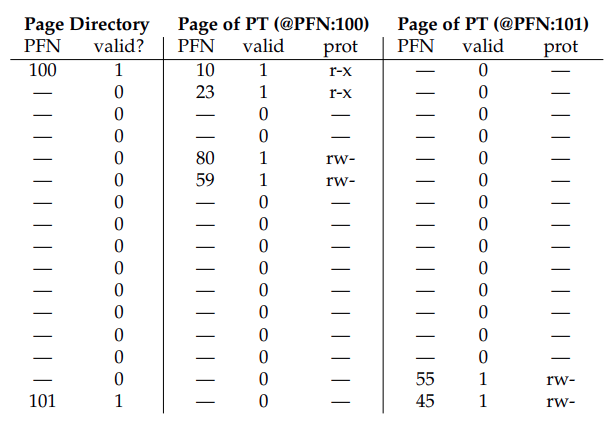 Page Directory Page of PT (@PFN:100) Page of PT (@PFN:101)
PFN valid? PFN valid prot PFN valid prot
100 1 10 1 r-x — 0 —
— 0 23 1 r-x — 0 —
— 0 — 0 — — 0 —
— 0 — 0 — — 0 —
— 0 80 1 rw- — 0 —
— 0 59 1 rw- — 0 —
— 0 — 0 — — 0 —
— 0 — 0 — — 0 —
— 0 — 0 — — 0 —
— 0 — 0 — — 0 —
— 0 — 0 — — 0 —
— 0 — 0 — — 0 —
— 0 — 0 — — 0 —
— 0 — 0 — — 0 —
— 0 — 0 — 55 1 rw-
101 1 — 0 — 45 1 rw-